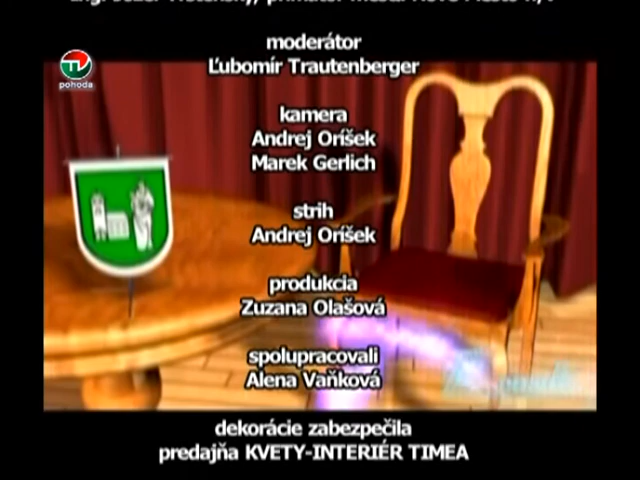 moderátor
Ľubomír Trautenberger
TV
pohoda
kamera
Andrej Oríšek
Marek Gerlich
strih
Andrej Oríšek
produkcia
Zuzana Olašová
spolupracovali
Alena Vaňková
dekorácie zabezpečila
predajňa KVETY-INTERIÉR TIMEA